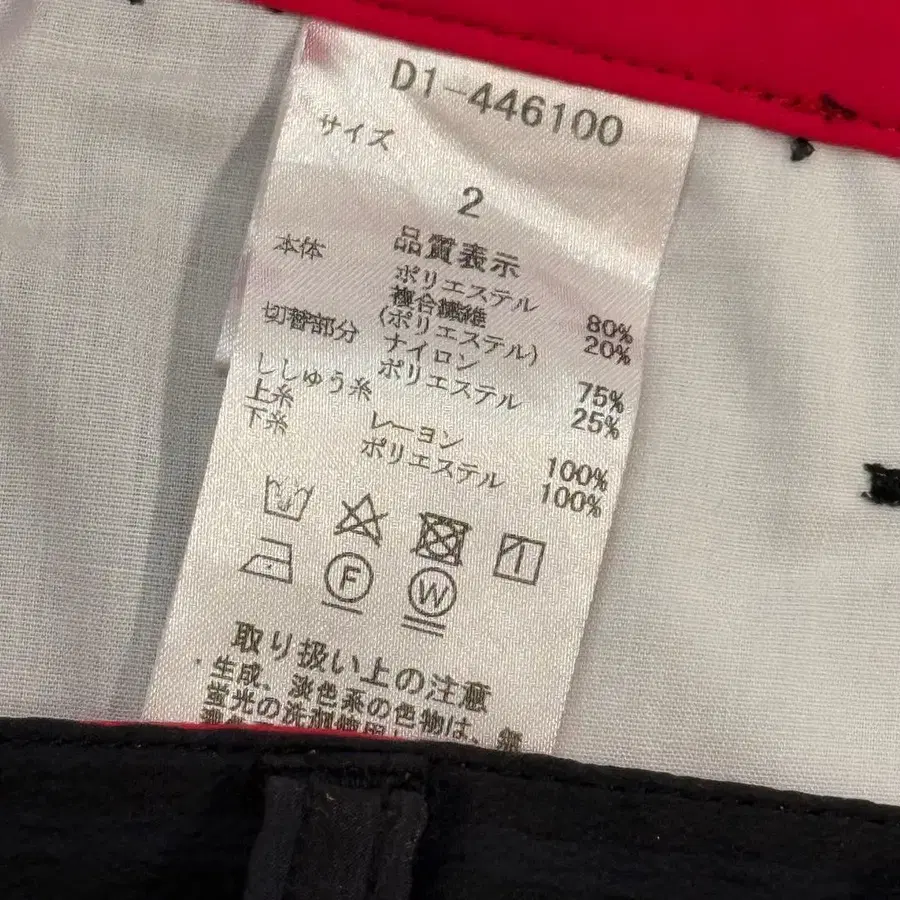 D1-446100
サイズ
2
品質表示
本体 ポリエステル 80%
複合繊維 20%
(ポリエステル)
切替部分 ナイロン 75%
ポリエステル 25%
ししゅう糸
上糸 レーヨン 100%
下糸 ポリエステル 100%
F W
取り扱い上の注意
・生成、淡色系の色物は、無
蛍光の洗剤使用